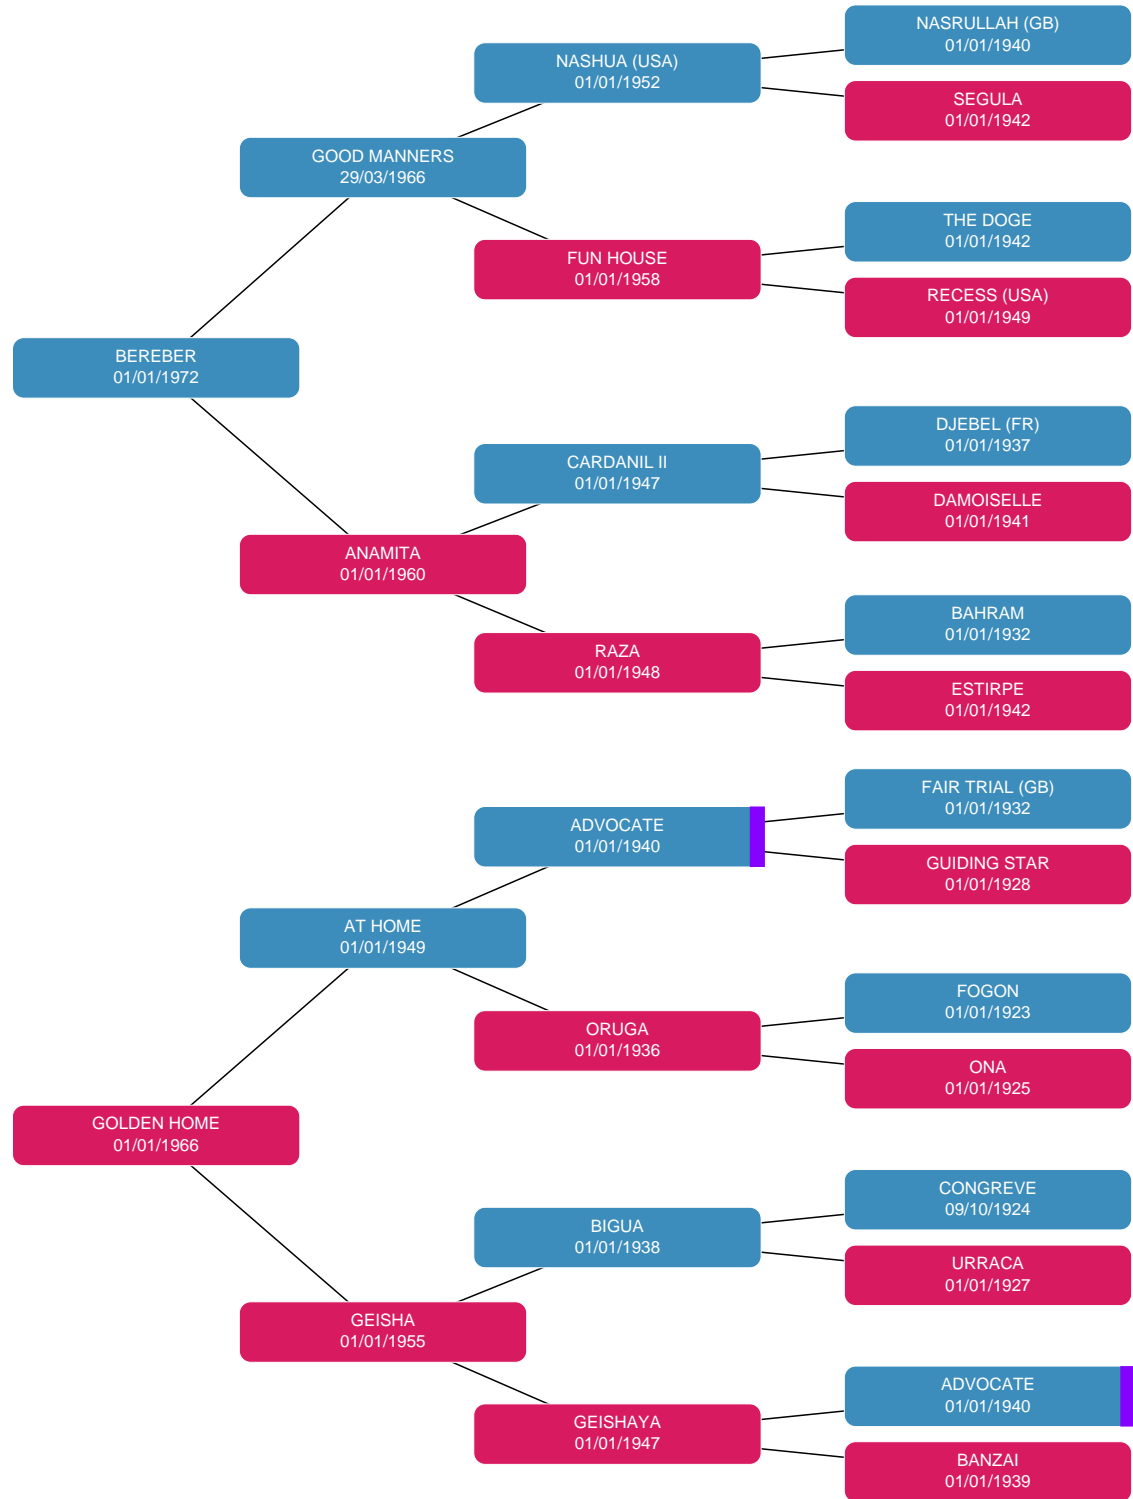 NASRULLAH (GB)
01/01/1940
NASHUA (USA)
01/01/1952
SEGULA
01/01/1942
GOOD MANNERS
29/03/1966
THE DOGE
01/01/1942
FUN HOUSE
01/01/1958
RECESS (USA)
01/01/1949
BEREBER
01/01/1972
DJEBEL (FR)
01/01/1937
CARDANIL II
01/01/1947
DAMOISELLE
01/01/1941
ANAMITA
01/01/1960
BAHRAM
01/01/1932
RAZA
01/01/1948
ESTIRPE
01/01/1942
FAIR TRIAL (GB)
01/01/1932
ADVOCATE
01/01/1940
GUIDING STAR
01/01/1928
AT HOME
01/01/1949
FOGON
01/01/1923
ORUGA
01/01/1936
ONA
01/01/1925
GOLDEN HOME
01/01/1966
CONGREVE
09/10/1924
BIGUA
01/01/1938
URRACA
01/01/1927
GEISHA
01/01/1955
ADVOCATE
01/01/1940
GEISHAYA
01/01/1947
BANZAI
01/01/1939